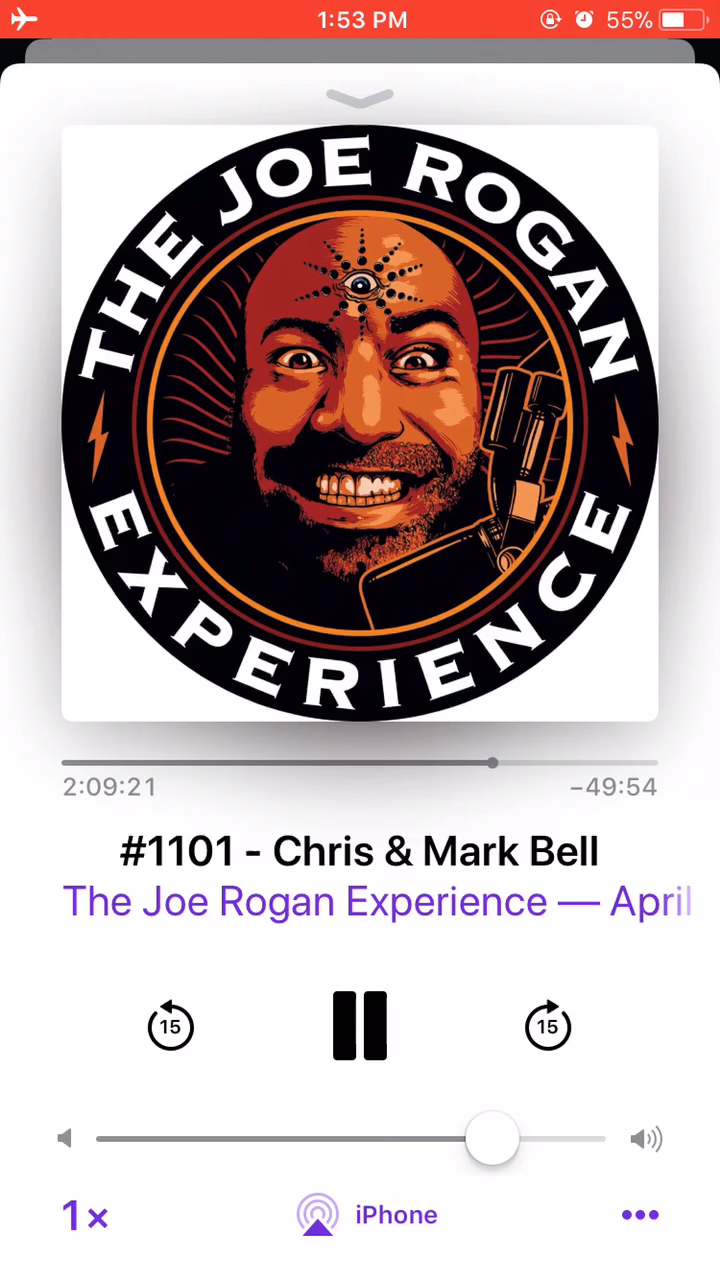 1:53 PM
55%
THE JOE ROGAN
EXPERIENCE
2:09:21
−49:54
#1101 - Chris & Mark Bell
The Joe Rogan Experience — April
15
15
1×
iPhone